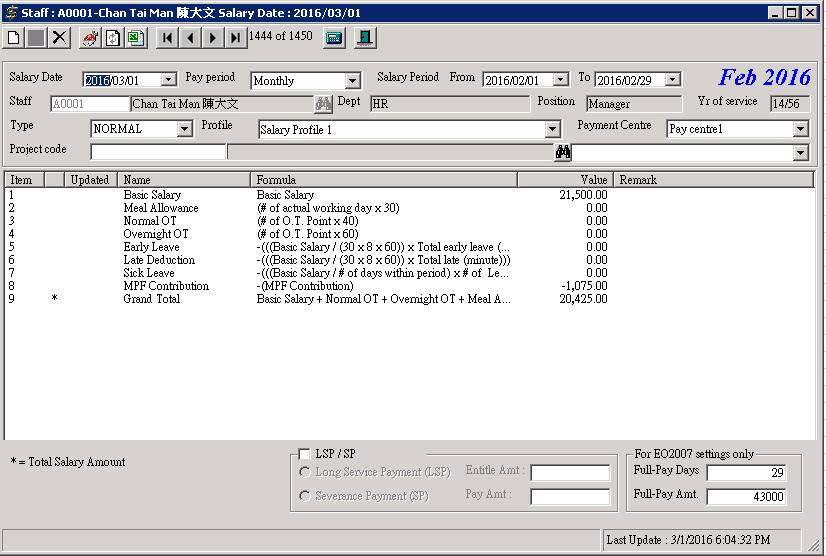 Staff : A0001-Chan Tai Man 陳大文 Salary Date : 2016/03/01
1444 of 1450
Salary Date 2016/03/01 Pay period Monthly Salary Period From 2016/02/01 To 2016/02/29 Feb 2016
Staff A0001 Chan Tai Man 陳大文 Dept HR Position Manager Yr of service 14/56
Type NORMAL Profile Salary Profile 1 Payment Centre Pay centre1
Project code
Item Updated Name Formula Value Remark
1 Basic Salary Basic Salary 21,500.00
2 Meal Allowance (# of actual working day x 30) 0.00
3 Normal OT (# of O.T. Point x 40) 0.00
4 Overnight OT (# of O.T. Point x 60) 0.00
5 Early Leave -(((Basic Salary / (30 x 8 x 60)) x Total early leave (... 0.00
6 Late Deduction -(((Basic Salary / (30 x 8 x 60)) x Total late (minute))) 0.00
7 Sick Leave -(((Basic Salary / # of days within period) x # of Le... 0.00
8 MPF Contribution -(MPF Contribution) -1,075.00
9 * Grand Total Basic Salary + Normal OT + Overnight OT + Meal A... 20,425.00
* = Total Salary Amount
LSP / SP
Long Service Payment (LSP) Entitle Amt :
Severance Payment (SP) Pay Amt :
For EO2007 settings only
Full-Pay Days 29
Full-Pay Amt. 43000
Last Update : 3/1/2016 6:04:32 PM